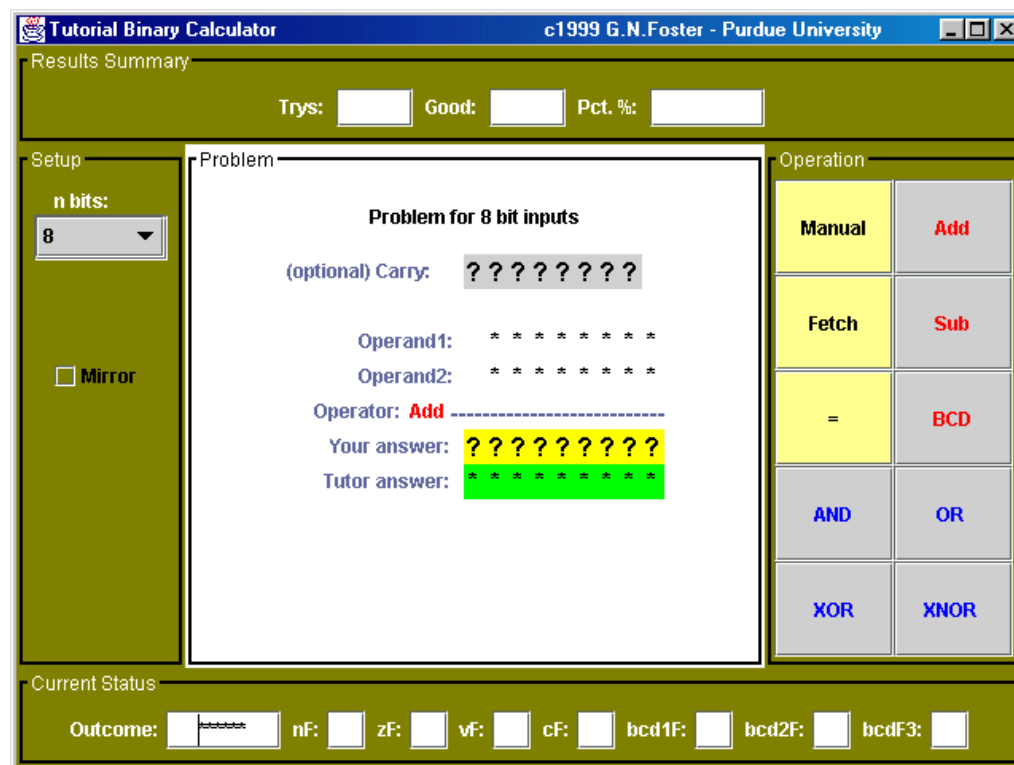 Tutorial Binary Calculator c1999 G.N.Foster - Purdue University
Results Summary
Trys: Good: Pct. %:
Setup
n bits:
8
Mirror
Problem
Problem for 8 bit inputs
(optional) Carry: ? ? ? ? ? ? ? ?
Operand1: * * * * * * * *
Operand2: * * * * * * * *
Operator: Add ---------------------------
Your answer: ? ? ? ? ? ? ? ? ?
Tutor answer: * * * * * * * * *
Operation
Manual Add
Fetch Sub
= BCD
AND OR
XOR XNOR
Current Status
Outcome: nF: zF: vF: cF: bcd1F: bcd2F: bcdF3: